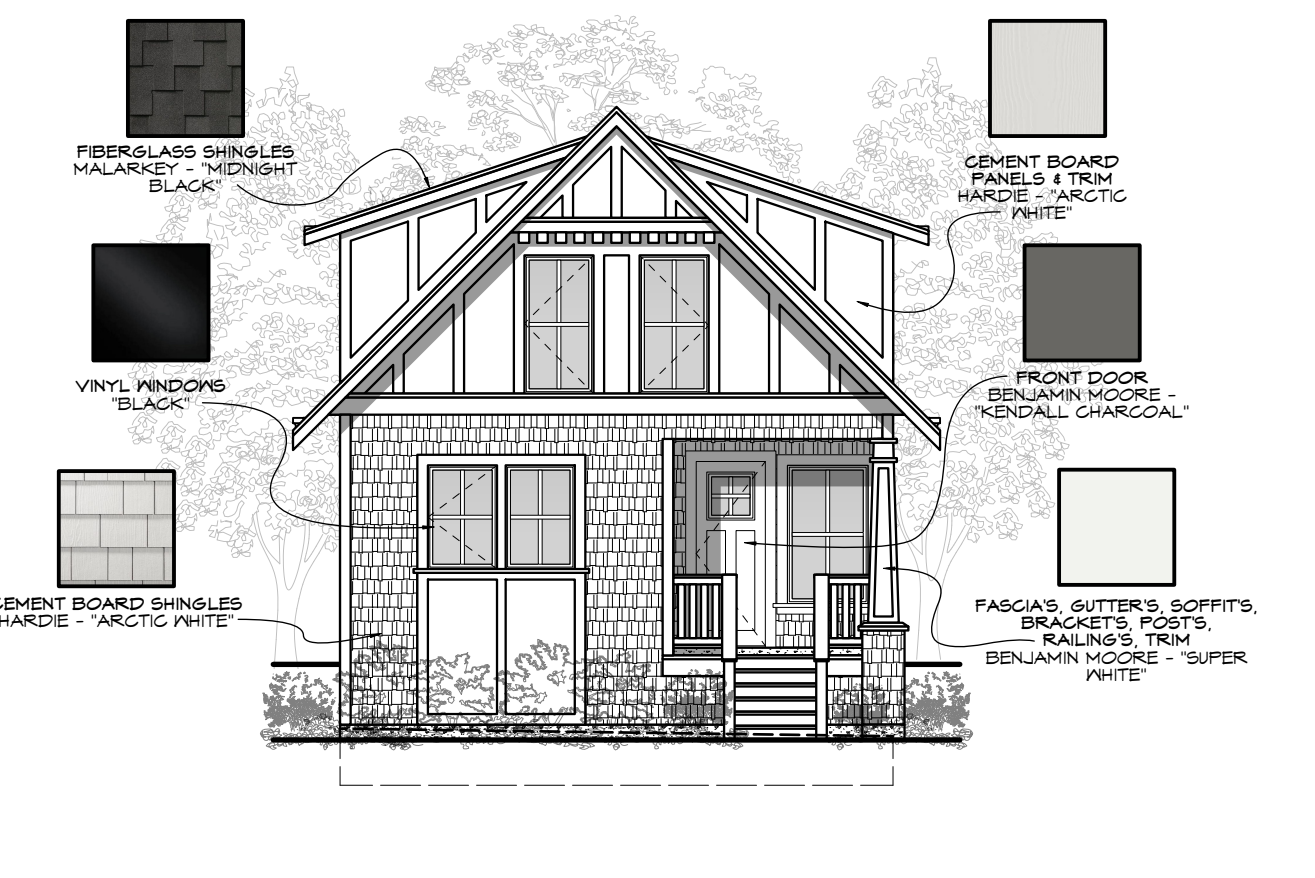 FIBERGLASS SHINGLES
MALARKEY - "MIDNIGHT
BLACK"
VINYL WINDOWS
"BLACK"
CEMENT BOARD SHINGLES
HARDIE - "ARCTIC WHITE"
CEMENT BOARD
PANELS & TRIM
HARDIE - "ARCTIC
WHITE"
FRONT DOOR
BENJAMIN MOORE -
"KENDALL CHARCOAL"
FASCIA'S, GUTTER'S, SOFFIT'S,
BRACKET'S, POST'S,
RAILING'S, TRIM
BENJAMIN MOORE - "SUPER
WHITE"